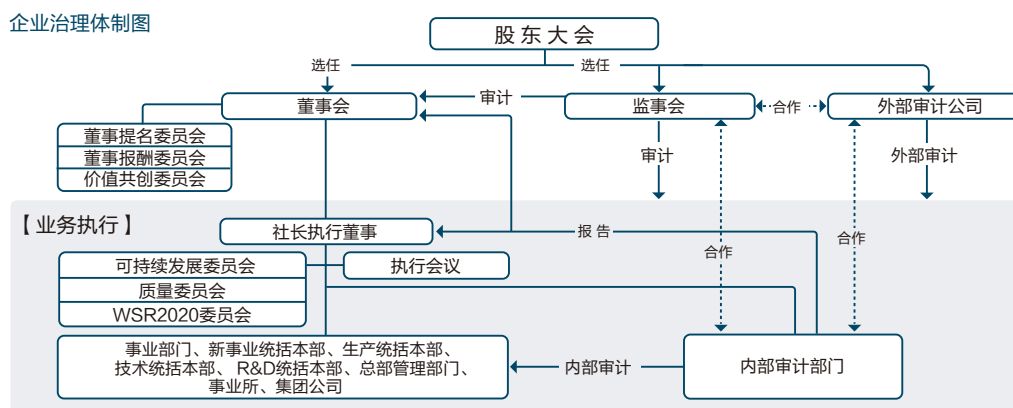 企业治理体制图
股东大会
选任
选任
董事会
审计
监事会
合作
外部审计公司
董事提名委员会
董事报酬委员会
价值共创委员会
审计
外部审计
【业务执行】
社长执行董事
报告
合作
合作
可持续发展委员会
执行会议
质量委员会
WSR2020委员会
事业部门、新事业统括本部、生产统括本部、
技术统括本部、R&D统括本部、总部管理部门、
事业所、集团公司
内部审计
内部审计部门